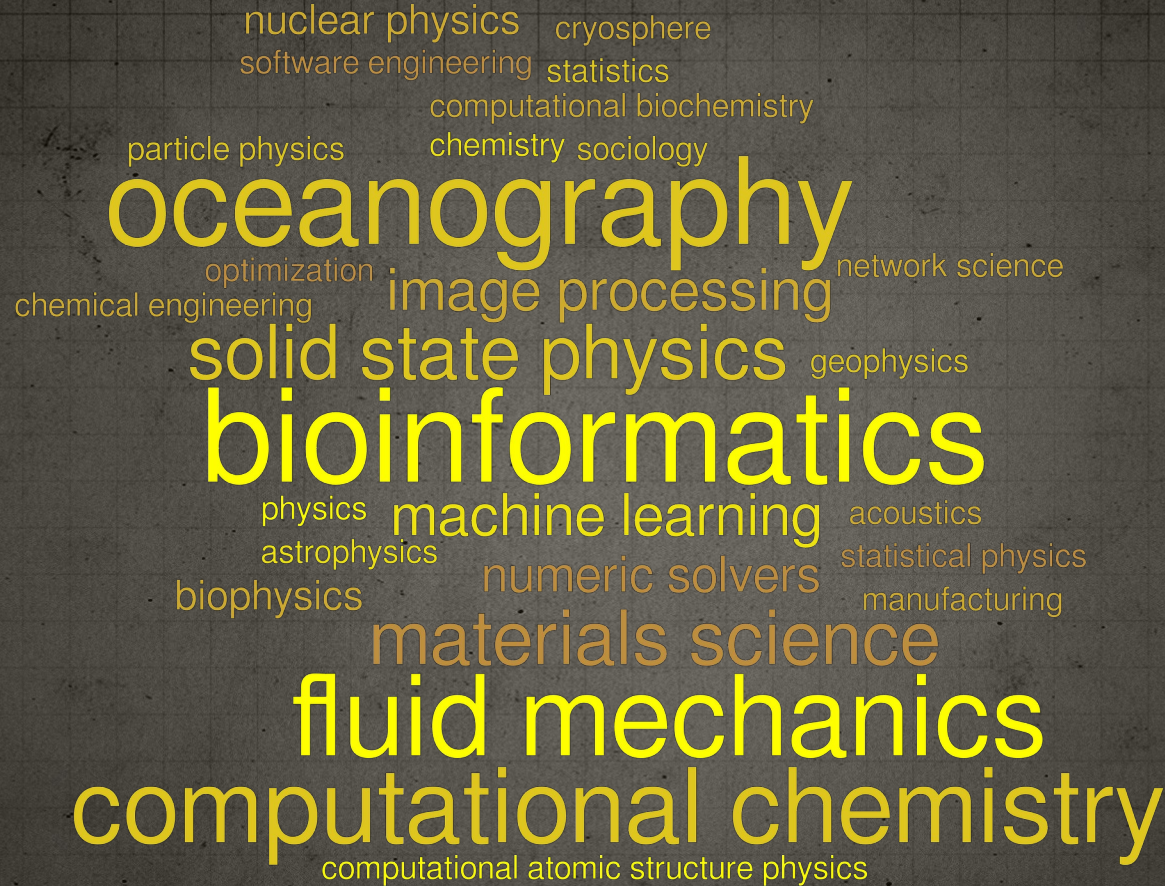 nuclear physics cryosphere
software engineering statistics
computational biochemistry
particle physics chemistry sociology
oceanography
optimization image processing network science
chemical engineering
solid state physics geophysics
bioinformatics
physics machine learning acoustics
astrophysics numeric solvers statistical physics
biophysics manufacturing
materials science
fluid mechanics
computational chemistry
computational atomic structure physics